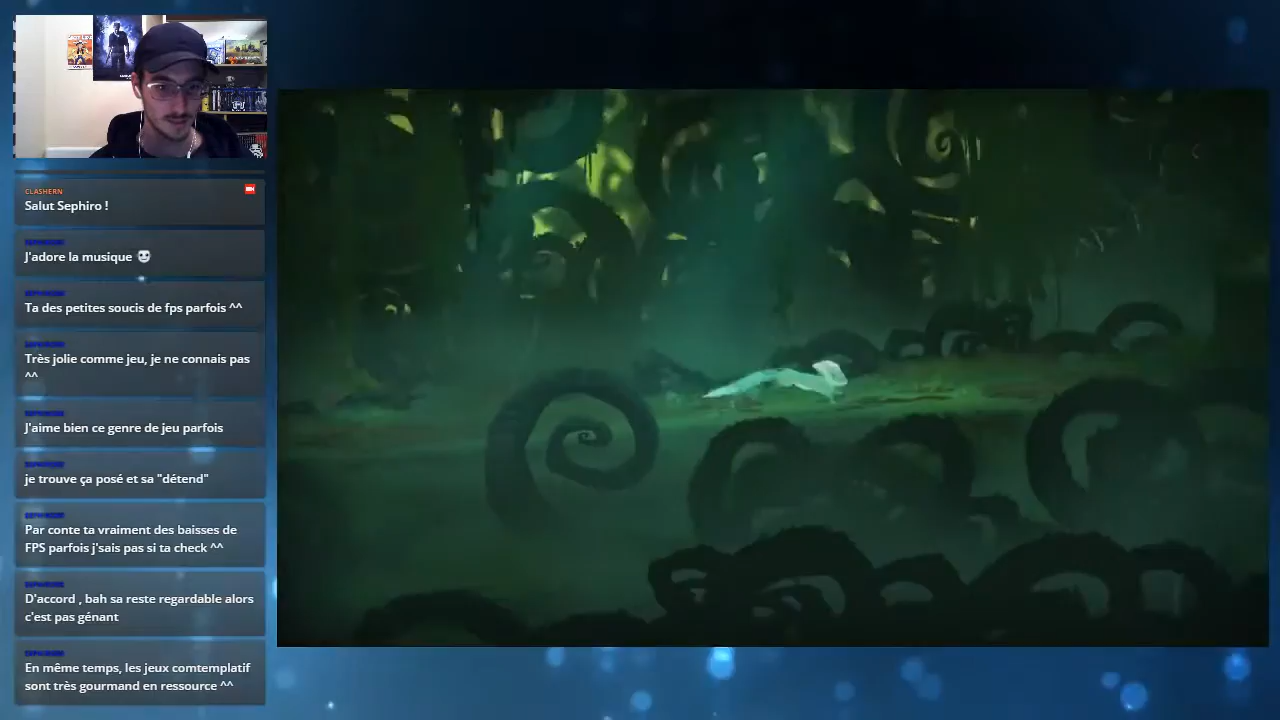 CLASHERN
Salut Sephiro !
J'adore la musique
Ta des petites soucis de fps parfois ^^
Très jolie comme jeu, je ne connais pas
^^
J'aime bien ce genre de jeu parfois
je trouve ça posé et sa "détend"
Par conte ta vraiment des baisses de
FPS parfois j'sais pas si ta check ^^
D'accord , bah sa reste regardable alors
c'est pas génant
En même temps, les jeux comtemplatif
sont très gourmand en ressource ^^